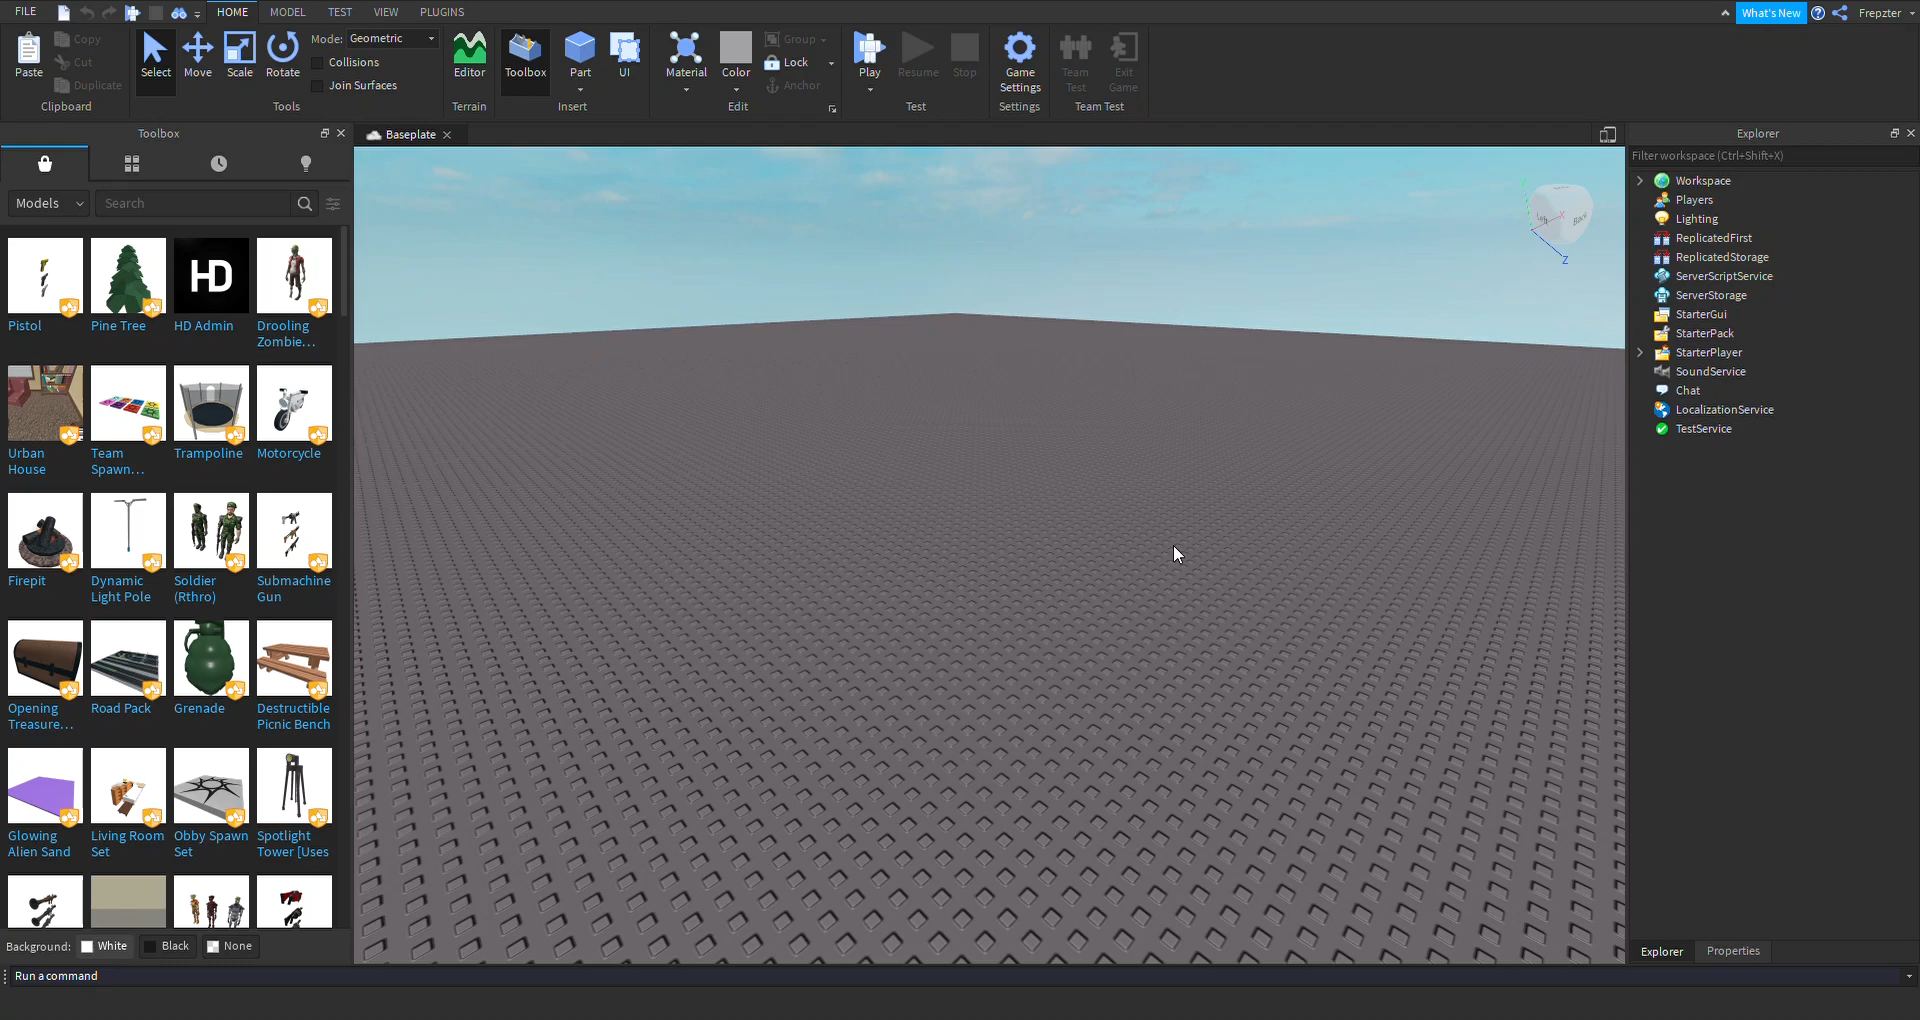 FILE HOME MODEL TEST VIEW PLUGINS What's New Frepzter
Paste Copy Cut Duplicate
Clipboard
Select Move Scale Rotate
Mode: Geometric
Collisions
Join Surfaces
Tools
Editor
Terrain
Toolbox Part UI
Insert
Material Color Group Lock Anchor
Edit
Play Resume Stop
Test
Game Settings
Settings
Team Test Exit Game
Team Test
Toolbox
Models Search
Pistol
Pine Tree
HD
HD Admin
Drooling Zombie...
Urban House
Team Spawn...
Trampoline
Motorcycle
Firepit
Dynamic Light Pole
Soldier (Rthro)
Submachine Gun
Opening Treasure...
Road Pack
Grenade
Destructible Picnic Bench
Glowing Alien Sand
Living Room Set
Obby Spawn Set
Spotlight Tower [Uses
Background: White Black None
Baseplate
Back
X
Z
Explorer
Filter workspace (Ctrl+Shift+X)
Workspace
Players
Lighting
ReplicatedFirst
ReplicatedStorage
ServerScriptService
ServerStorage
StarterGui
StarterPack
StarterPlayer
SoundService
Chat
LocalizationService
TestService
Explorer Properties
Run a command